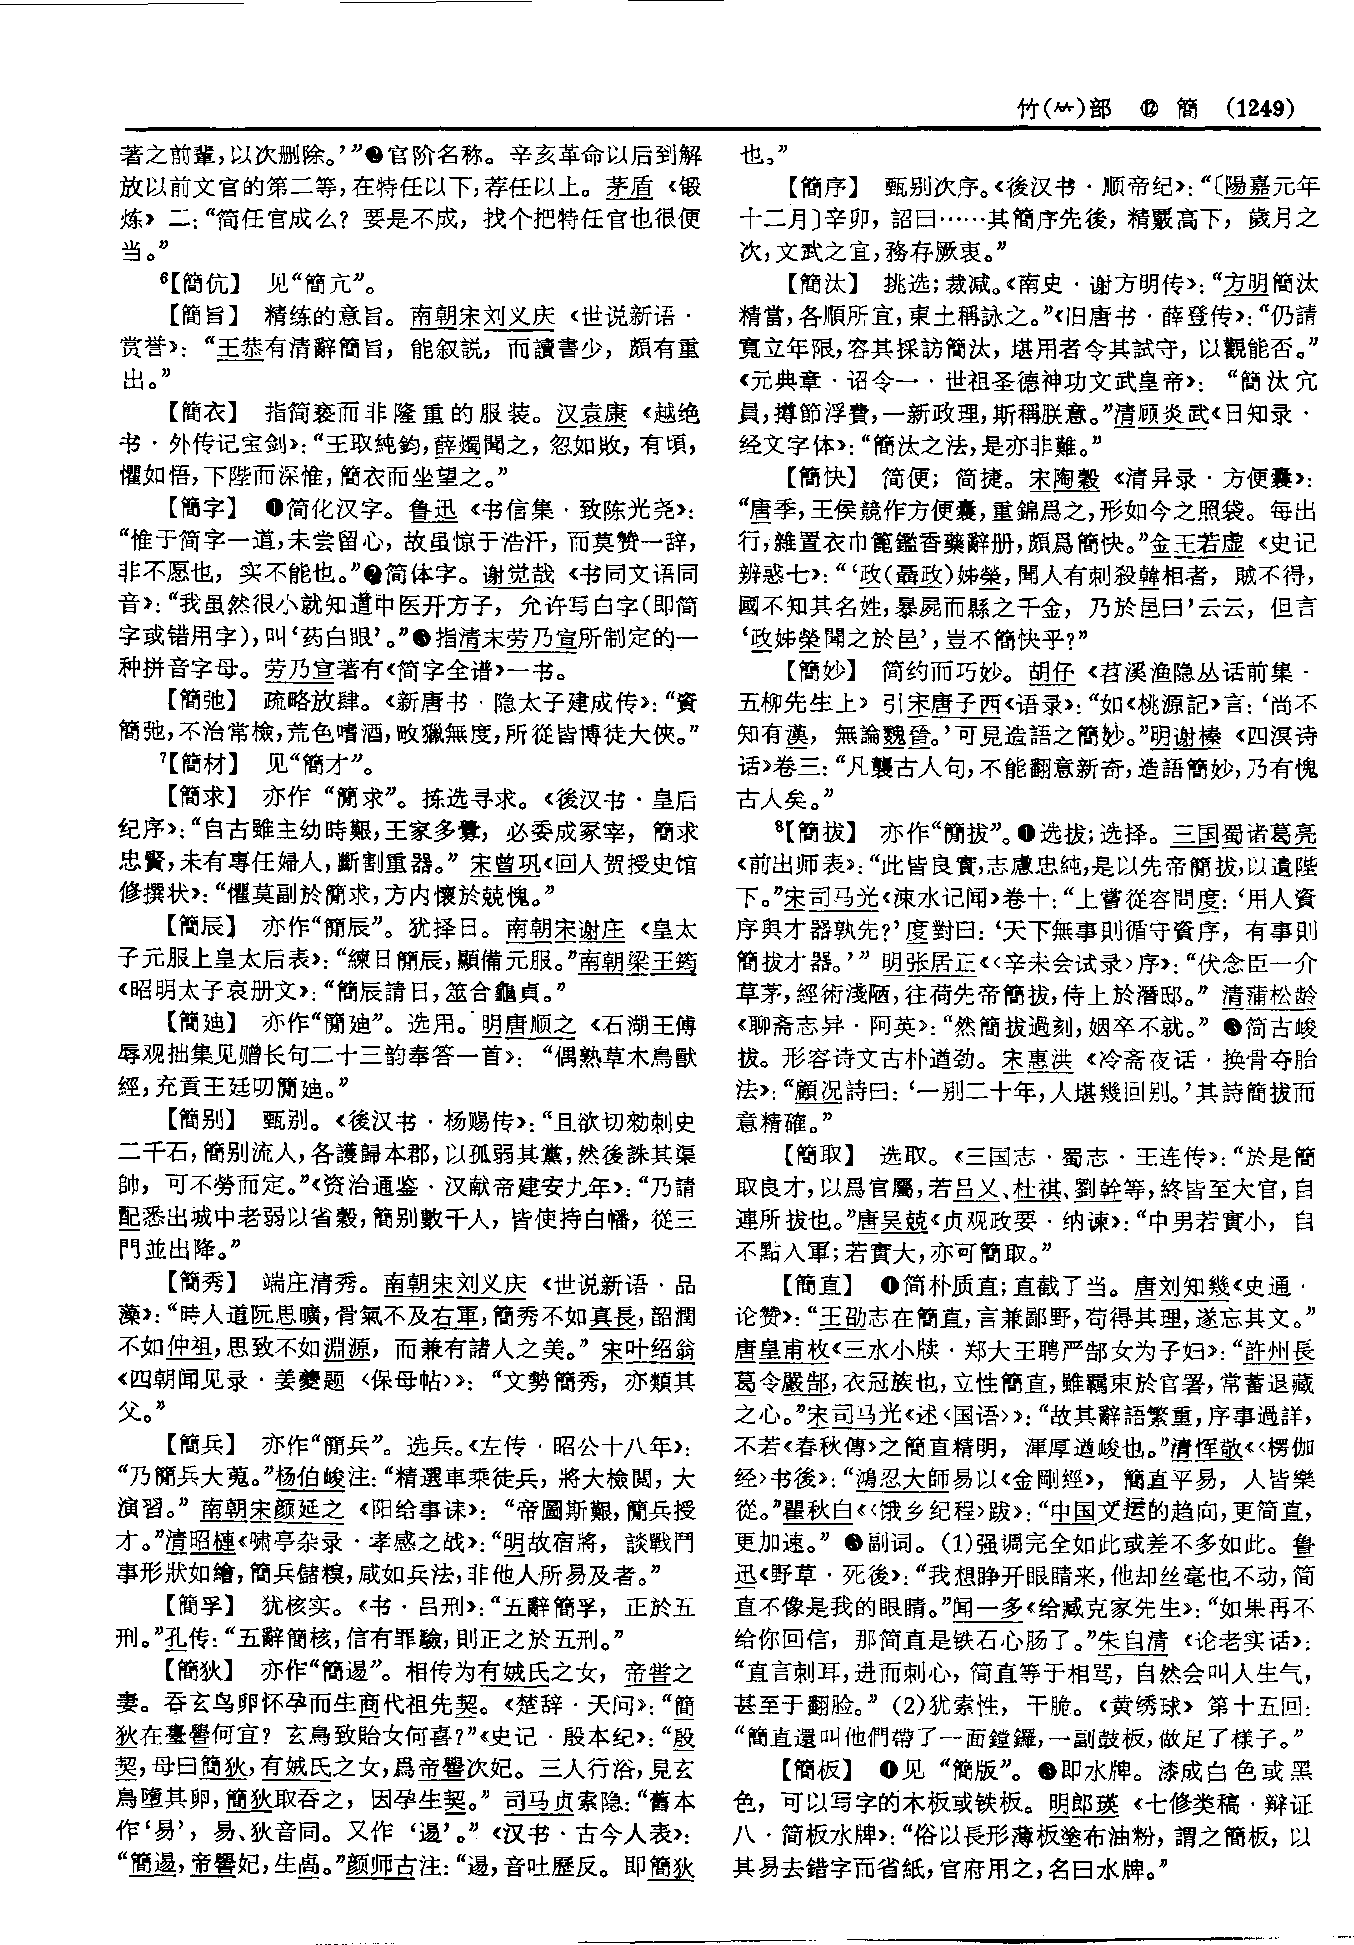 竹(⺮)部 ⑫ 簡 (1249)
著之前輩，以次删除。’”❷官阶名称。辛亥革命以后到解
放以前文官的第二等，在特任以下，荐任以上。茅盾《锻
炼》二：“简任官成么？要是不成，找个把特任官也很便
当。”
⁶【簡伉】 见“簡亢”。
【簡旨】 精练的意旨。南朝宋刘义庆《世说新语·
赏誉》：“王恭有清辭簡旨，能叙説，而讀書少，頗有重
出。”
【簡衣】 指简亵而非隆重的服装。汉袁康《越绝
书·外传记宝剑》：“王取純鈞，薛燭聞之，忽如敗，有頃，
懼如悟，下陛而深惟，簡衣而坐望之。”
【簡字】 ❶简化汉字。鲁迅《书信集·致陈光尧》：
“惟于简字一道，未尝留心，故虽惊于浩汗，而莫赞一辞，
非不愿也，实不能也。”❷简体字。谢觉哉《书同文语同
音》：“我虽然很小就知道中医开方子，允许写白字（即简
字或错用字），叫‘药白眼’。”❸指清末劳乃宣所制定的一
种拼音字母。劳乃宣著有《简字全谱》一书。
【簡弛】 疏略放肆。《新唐书·隐太子建成传》：“資
簡弛，不治常檢，荒色嗜酒，畋獵無度，所從皆博徒大俠。”
⁷【簡材】 见“簡才”。
【簡求】 亦作“簡求”。拣选寻求。《後汉书·皇后
纪序》：“自古雖主幼時艱，王家多釁，必委成冢宰，簡求
忠賢，未有專任婦人，斷割重器。”宋曾巩《回人贺授史馆
修撰状》：“懼莫副於簡求，方内懷於兢愧。”
【簡辰】 亦作“簡辰”。犹择日。南朝宋谢庄《皇太
子元服上皇太后表》：“練日簡辰，顯備元服。”南朝梁王筠
《昭明太子哀册文》：“簡辰請日，筮合龜貞。”
【簡廸】 亦作“簡廸”。选用。明唐顺之《石湖王傅
辱观拙集见赠长句二十三韵奉答一首》：“偶熟草木鳥獸
經，充貢王廷叨簡廸。”
【簡别】 甄别。《後汉书·杨赐传》：“且欲切勑刺史
二千石，簡别流人，各護歸本郡，以孤弱其黨，然後誅其渠
帥，可不勞而定。”《资治通鉴·汉献帝建安九年》：“乃請
配悉出城中老弱以省穀，簡别數千人，皆使持白幡，從三
門並出降。”
【簡秀】 端庄清秀。南朝宋刘义庆《世说新语·品
藻》：“時人道阮思曠，骨氣不及右軍，簡秀不如真長，韶潤
不如仲祖，思致不如淵源，而兼有諸人之美。”宋叶绍翁
《四朝闻见录·姜夔题〈保母帖〉》：“文勢簡秀，亦類其
父。”
【簡兵】 亦作“簡兵”。选兵。《左传·昭公十八年》：
“乃簡兵大蒐。”杨伯峻注：“精選車乘徒兵，將大檢閲，大
演習。”南朝宋颜延之《阳给事诔》：“帝圖斯艱，簡兵授
才。”清昭槤《啸亭杂录·孝感之战》：“明故宿將，談戰鬥
事形狀如繪，簡兵儲糗，咸如兵法，非他人所易及者。”
【簡孚】 犹核实。《书·吕刑》：“五辭簡孚，正於五
刑。”孔传：“五辭簡核，信有罪驗，則正之於五刑。”
【簡狄】 亦作“簡逷”。相传为有娀氏之女，帝喾之
妻。吞玄鸟卵怀孕而生商代祖先契。《楚辞·天问》：“簡
狄在臺嚳何宜？玄鳥致貽女何喜？”《史记·殷本纪》：“殷
契，母曰簡狄，有娀氏之女，爲帝嚳次妃。三人行浴，見玄
鳥墮其卵，簡狄取吞之，因孕生契。”司马贞索隐：“舊本
作‘易’，易、狄音同。又作‘逷’。”《汉书·古今人表》：
“簡逷，帝嚳妃，生卨。”颜师古注：“逷，音吐歷反。即簡狄
也。”
【簡序】 甄别次序。《後汉书·顺帝纪》：“〔陽嘉元年
十二月〕辛卯，詔曰……其簡序先後，精覈高下，歲月之
次，文武之宜，務存厥衷。”
【簡汰】 挑选；裁减。《南史·谢方明传》：“方明簡汰
精當，各順所宜，東土稱詠之。”《旧唐书·薛登传》：“仍請
寬立年限，容其採訪簡汰，堪用者令其試守，以觀能否。”
《元典章·诏令一·世祖圣德神功文武皇帝》：“簡汰冗
員，撙節浮費，一新政理，斯稱朕意。”清顾炎武《日知录·
经文字体》：“簡汰之法，是亦非難。”
【簡快】 简便；简捷。宋陶穀《清异录·方便囊》：
“唐季，王侯競作方便囊，重錦爲之，形如今之照袋。每出
行，雜置衣巾篦鑑香藥辭册，頗爲簡快。”金王若虚《史记
辨惑七》：“‘政（聶政）姊榮，聞人有刺殺韓相者，賊不得，
國不知其名姓，暴屍而縣之千金，乃於邑曰’云云，但言
‘政姊榮聞之於邑’，豈不簡快乎？”
【簡妙】 简约而巧妙。胡仔《苕溪渔隐丛话前集·
五柳先生上》引宋唐子西《语录》：“如《桃源記》言：‘尚不
知有漢，無論魏晉。’可見造語之簡妙。”明谢榛《四溟诗
话》卷三：“凡襲古人句，不能翻意新奇，造語簡妙，乃有愧
古人矣。”
⁸【簡拔】 亦作“簡拔”。❶选拔；选择。三国蜀诸葛亮
《前出师表》：“此皆良實，志慮忠純，是以先帝簡拔，以遺陛
下。”宋司马光《涑水记闻》卷十：“上嘗從容問度：‘用人資
序與才器孰先？’度對曰：‘天下無事則循守資序，有事則
簡拔才器。’”明张居正《〈辛未会试录〉序》：“伏念臣一介
草茅，經術淺陋，往荷先帝簡拔，侍上於潛邸。”清蒲松龄
《聊斋志异·阿英》：“然簡拔過刻，姻卒不就。”❷简古峻
拔。形容诗文古朴遒劲。宋惠洪《冷斋夜话·换骨夺胎
法》：“顧况詩曰：‘一别二十年，人堪幾回别。’其詩簡拔而
意精確。”
【簡取】 选取。《三国志·蜀志·王连传》：“於是簡
取良才，以爲官屬，若吕乂、杜祺、劉幹等，終皆至大官，自
連所拔也。”唐吴兢《贞观政要·纳谏》：“中男若實小，自
不點入軍；若實大，亦可簡取。”
【簡直】 ❶简朴质直；直截了当。唐刘知幾《史通·
论赞》：“王劭志在簡直，言兼鄙野，苟得其理，遂忘其文。”
唐皇甫枚《三水小牍·郑大王聘严郜女为子妇》：“許州長
葛令嚴郜，衣冠族也，立性簡直，雖羈束於官署，常蓄退藏
之心。”宋司马光《述〈国语〉》：“故其辭語繁重，序事過詳，
不若《春秋傳》之簡直精明，渾厚遒峻也。”清恽敬《〈楞伽
经〉书後》：“鴻忍大師易以《金剛經》，簡直平易，人皆樂
從。”瞿秋白《〈饿乡纪程〉跋》：“中国文运的趋向，更简直，
更加速。”❷副词。(1)强调完全如此或差不多如此。鲁
迅《野草·死後》：“我想睁开眼睛来，他却丝毫也不动，简
直不像是我的眼睛。”闻一多《给臧克家先生》：“如果再不
给你回信，那简直是铁石心肠了。”朱自清《论老实话》：
“直言刺耳，进而刺心，简直等于相骂，自然会叫人生气，
甚至于翻脸。”(2)犹索性，干脆。《黄绣球》第十五回：
“簡直還叫他們帶了一面鏜鑼，一副鼓板，做足了樣子。”
【簡板】 ❶见“簡版”。❷即水牌。漆成白色或黑
色，可以写字的木板或铁板。明郎瑛《七修类稿·辩证
八·简板水牌》：“俗以長形薄板塗布油粉，謂之簡板，以
其易去錯字而省紙，官府用之，名曰水牌。”